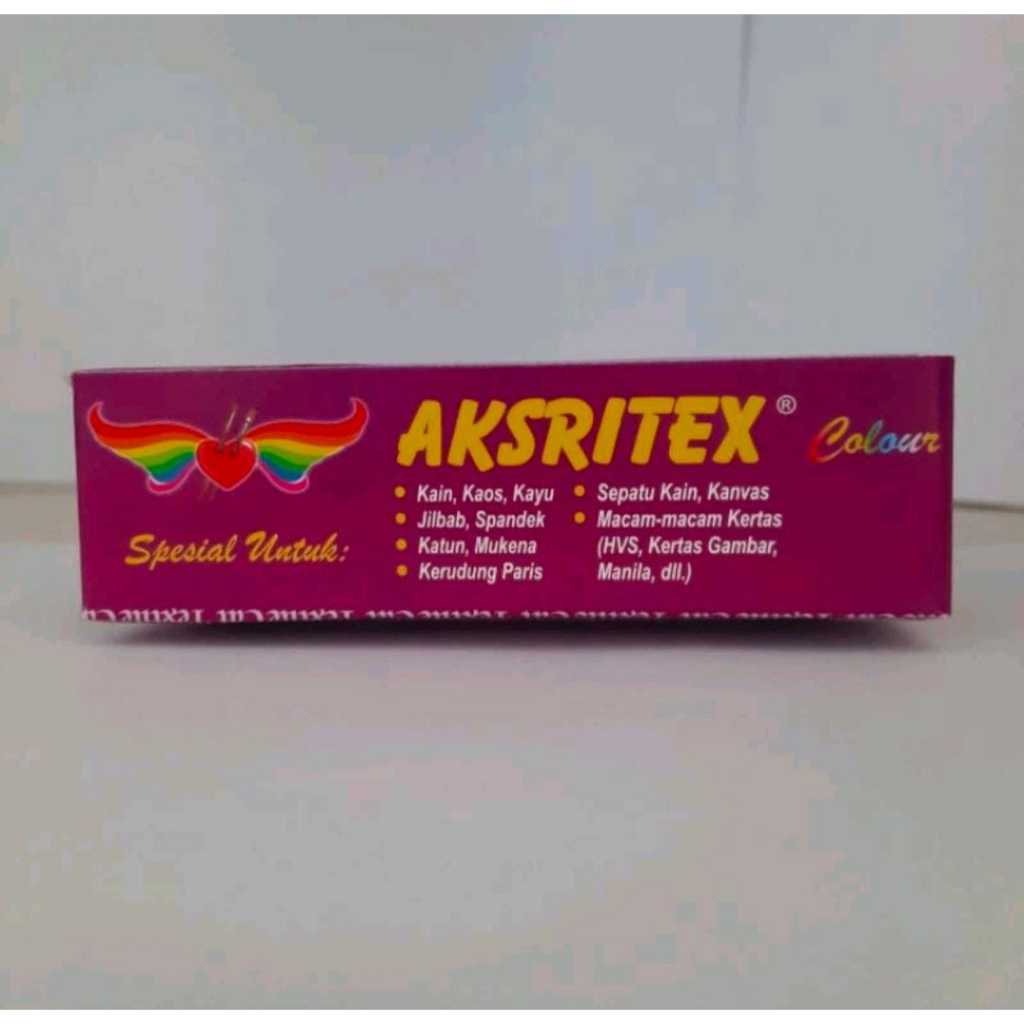 AKSRITEX ® Colour
Spesial Untuk:
• Kain, Kaos, Kayu
• Jilbab, Spandek
• Katun, Mukena
• Kerudung Paris
• Sepatu Kain, Kanvas
• Macam-macam Kertas
(HVS, Kertas Gambar,
Manila, dll.)